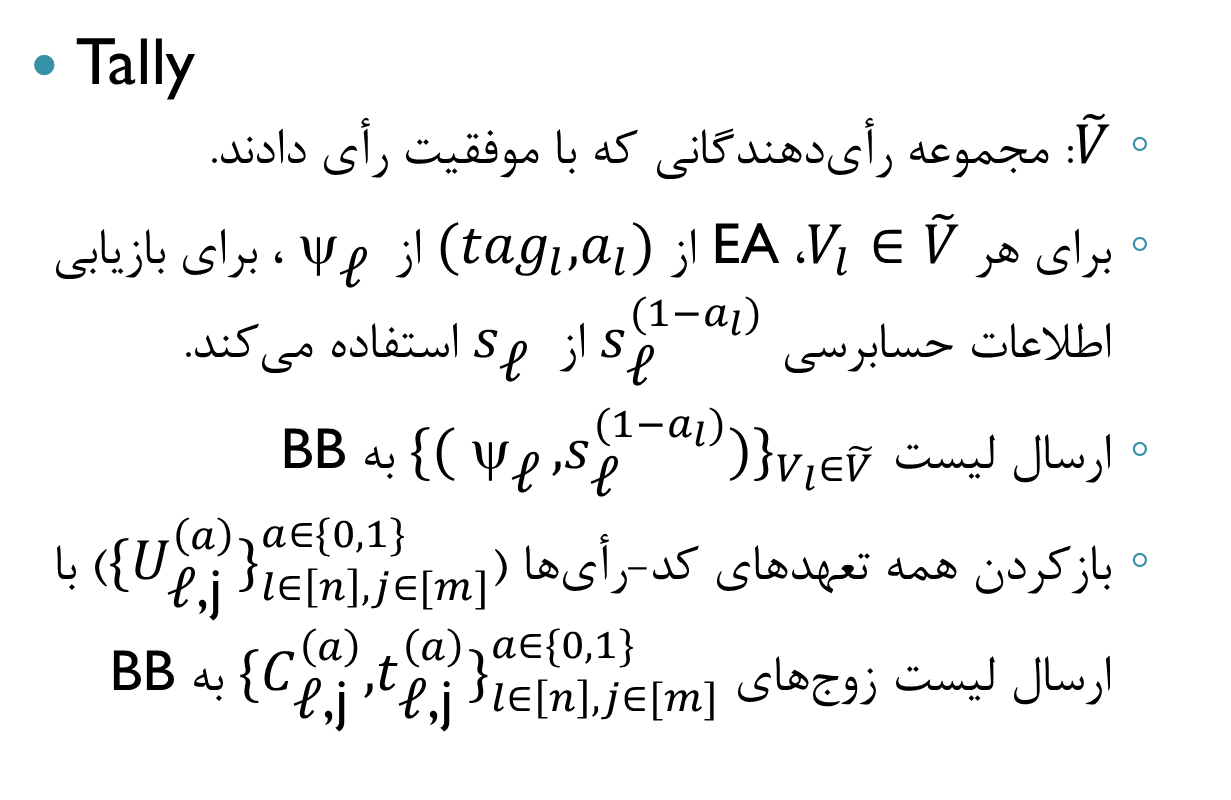 • Tally
◦ Ṽ: مجموعه رأی‌دهندگانی که با موفقیت رأی دادند.
◦ برای هر V_l ∈ Ṽ، EA از (tag_l,a_l) از ψ_ℓ ، برای بازیابی
اطلاعات حسابرسی s_ℓ^(1−a_l) از s_ℓ استفاده می‌کند.
◦ ارسال لیست {( ψ_ℓ ,s_ℓ^(1−a_l))}_{V_l∈Ṽ} به BB
◦ بازکردن همه تعهدهای کد-رأی‌ها ({U_{ℓ,j}^(a)}_{l∈[n],j∈[m]}^{a∈{0,1}}) با
ارسال لیست زوج‌های {C_{ℓ,j}^(a),t_{ℓ,j}^(a)}_{l∈[n],j∈[m]}^{a∈{0,1}} به BB